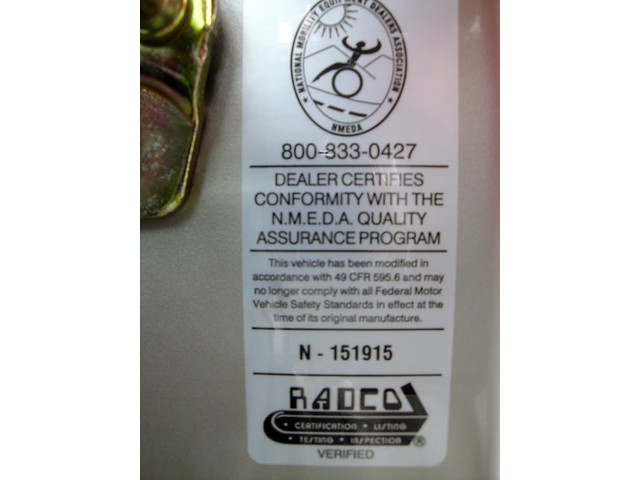 NATIONAL MOBILITY EQUIPMENT DEALERS ASSOCIATION
NMEDA
800-833-0427
DEALER CERTIFIES
CONFORMITY WITH THE
N.M.E.D.A. QUALITY
ASSURANCE PROGRAM
This vehicle has been modified in
accordance with 49 CFR 595.6 and may
no longer comply with all Federal Motor
Vehicle Safety Standards in effect at the
time of its original manufacture.
N - 151915
RADCO
• CERTIFICATION • LISTING
• TESTING • INSPECTION ®
VERIFIED